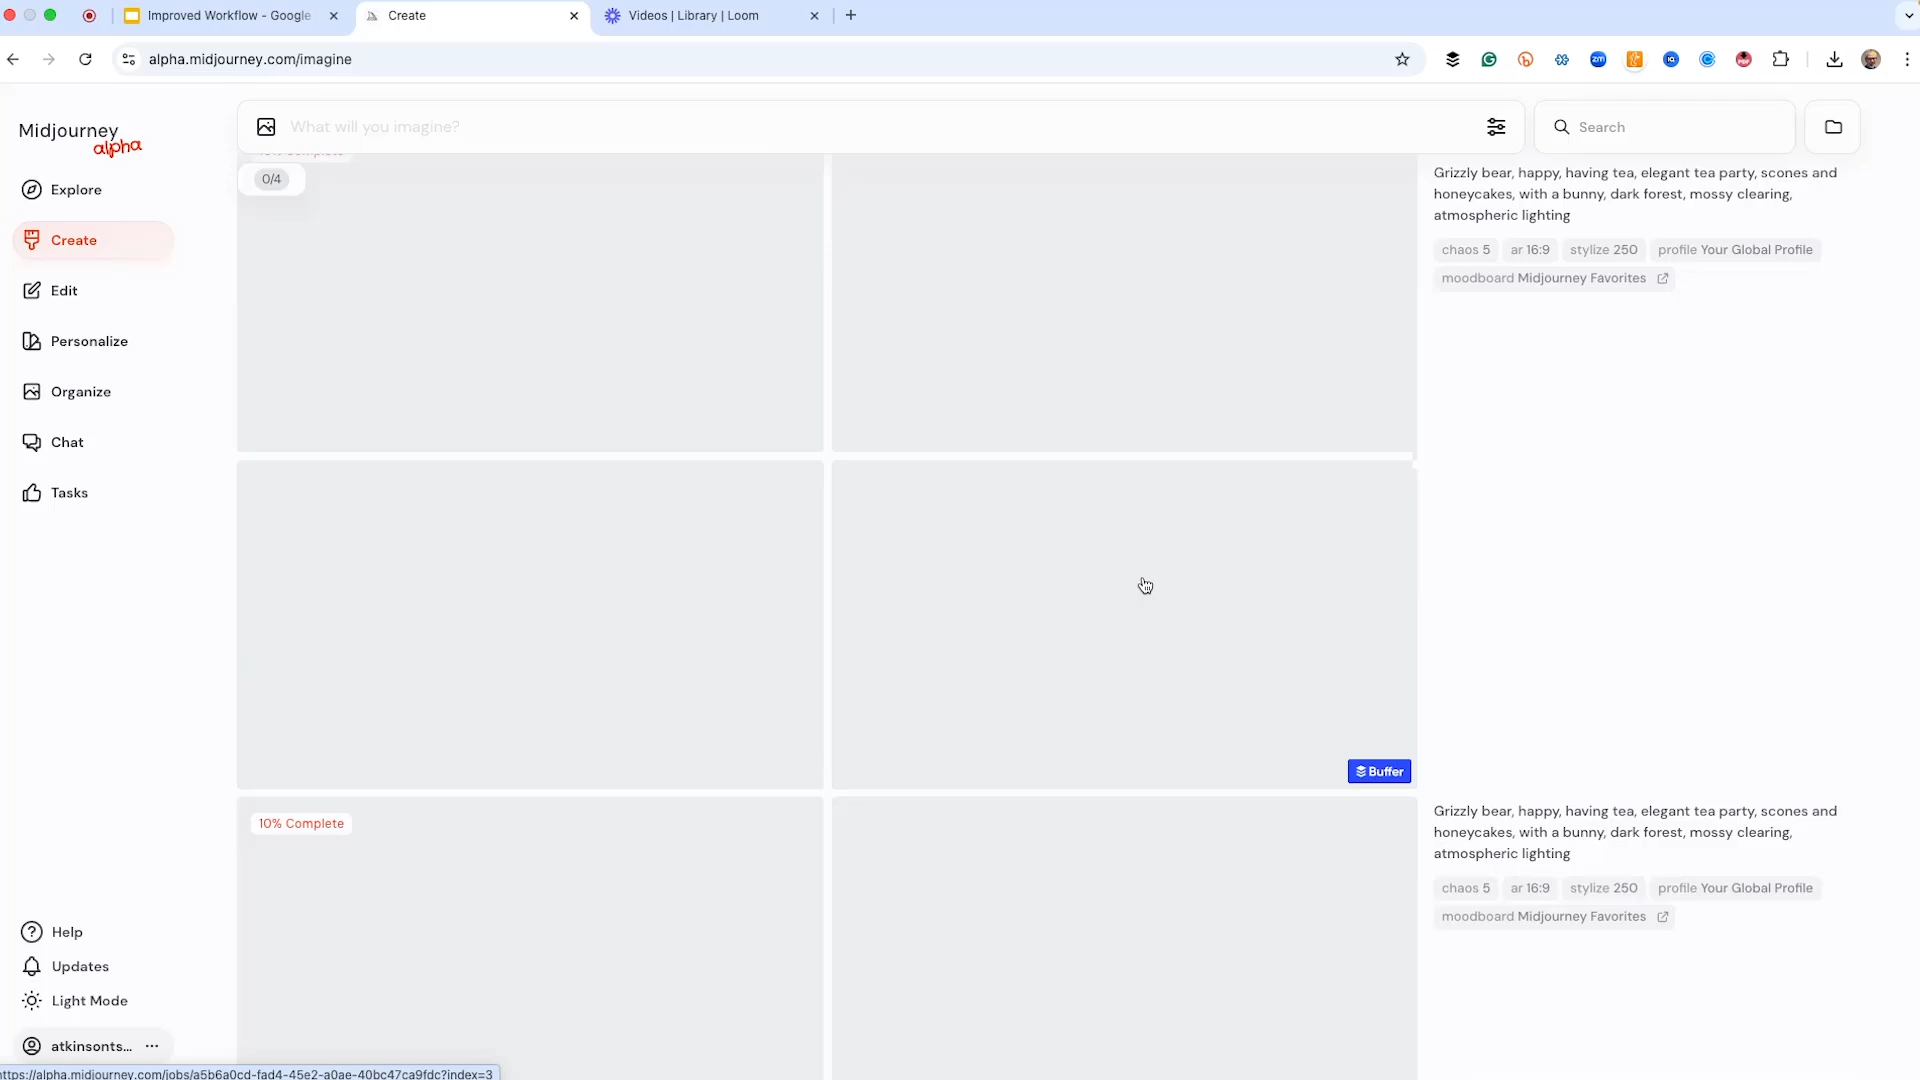 Improved Workflow - Google
Create
Videos | Library | Loom
alpha.midjourney.com/imagine
Midjourney
alpha
What will you imagine?
Search
0/4
Explore
Create
Edit
Personalize
Organize
Chat
Tasks
Grizzly bear, happy, having tea, elegant tea party, scones and
honeycakes, with a bunny, dark forest, mossy clearing,
atmospheric lighting
chaos 5 ar 16:9 stylize 250 profile Your Global Profile
moodboard Midjourney Favorites
Buffer
10% Complete
Grizzly bear, happy, having tea, elegant tea party, scones and
honeycakes, with a bunny, dark forest, mossy clearing,
atmospheric lighting
chaos 5 ar 16:9 stylize 250 profile Your Global Profile
moodboard Midjourney Favorites
Help
Updates
Light Mode
atkinsonts...
https://alpha.midjourney.com/jobs/a5b6a0cd-fad4-45e2-a0ae-40bc47ca9fdc?index=3